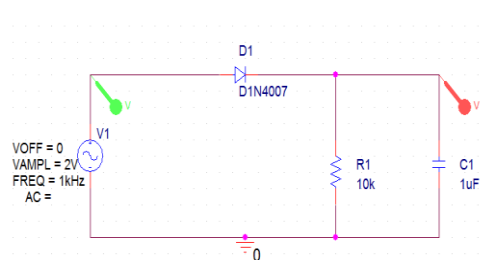 D1
D1N4007
V
V
V1
VOFF = 0
VAMPL = 2V
FREQ = 1kHz
AC =
R1
10k
C1
1uF
0